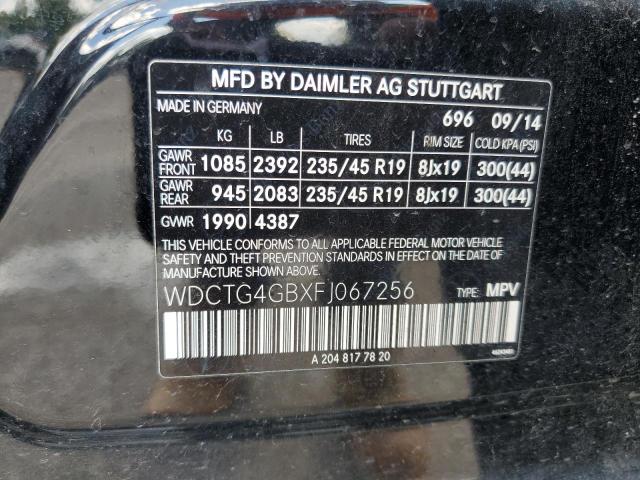 MFD BY DAIMLER AG STUTTGART
MADE IN GERMANY 696 09/14
KG LB TIRES RIM SIZE COLD KPA(PSI)
GAWR FRONT 1085 2392 235/45 R19 8Jx19 300(44)
GAWR REAR 945 2083 235/45 R19 8Jx19 300(44)
GVWR 1990 4387
THIS VEHICLE CONFORMS TO ALL APPLICABLE FEDERAL MOTOR VEHICLE
SAFETY AND THEFT PREVENTION STANDARDS IN EFFECT ON THE DATE
OF MANUFACTURE SHOWN ABOVE.
WDCTG4GBXFJ067256 TYPE: MPV
A 204 817 78 20